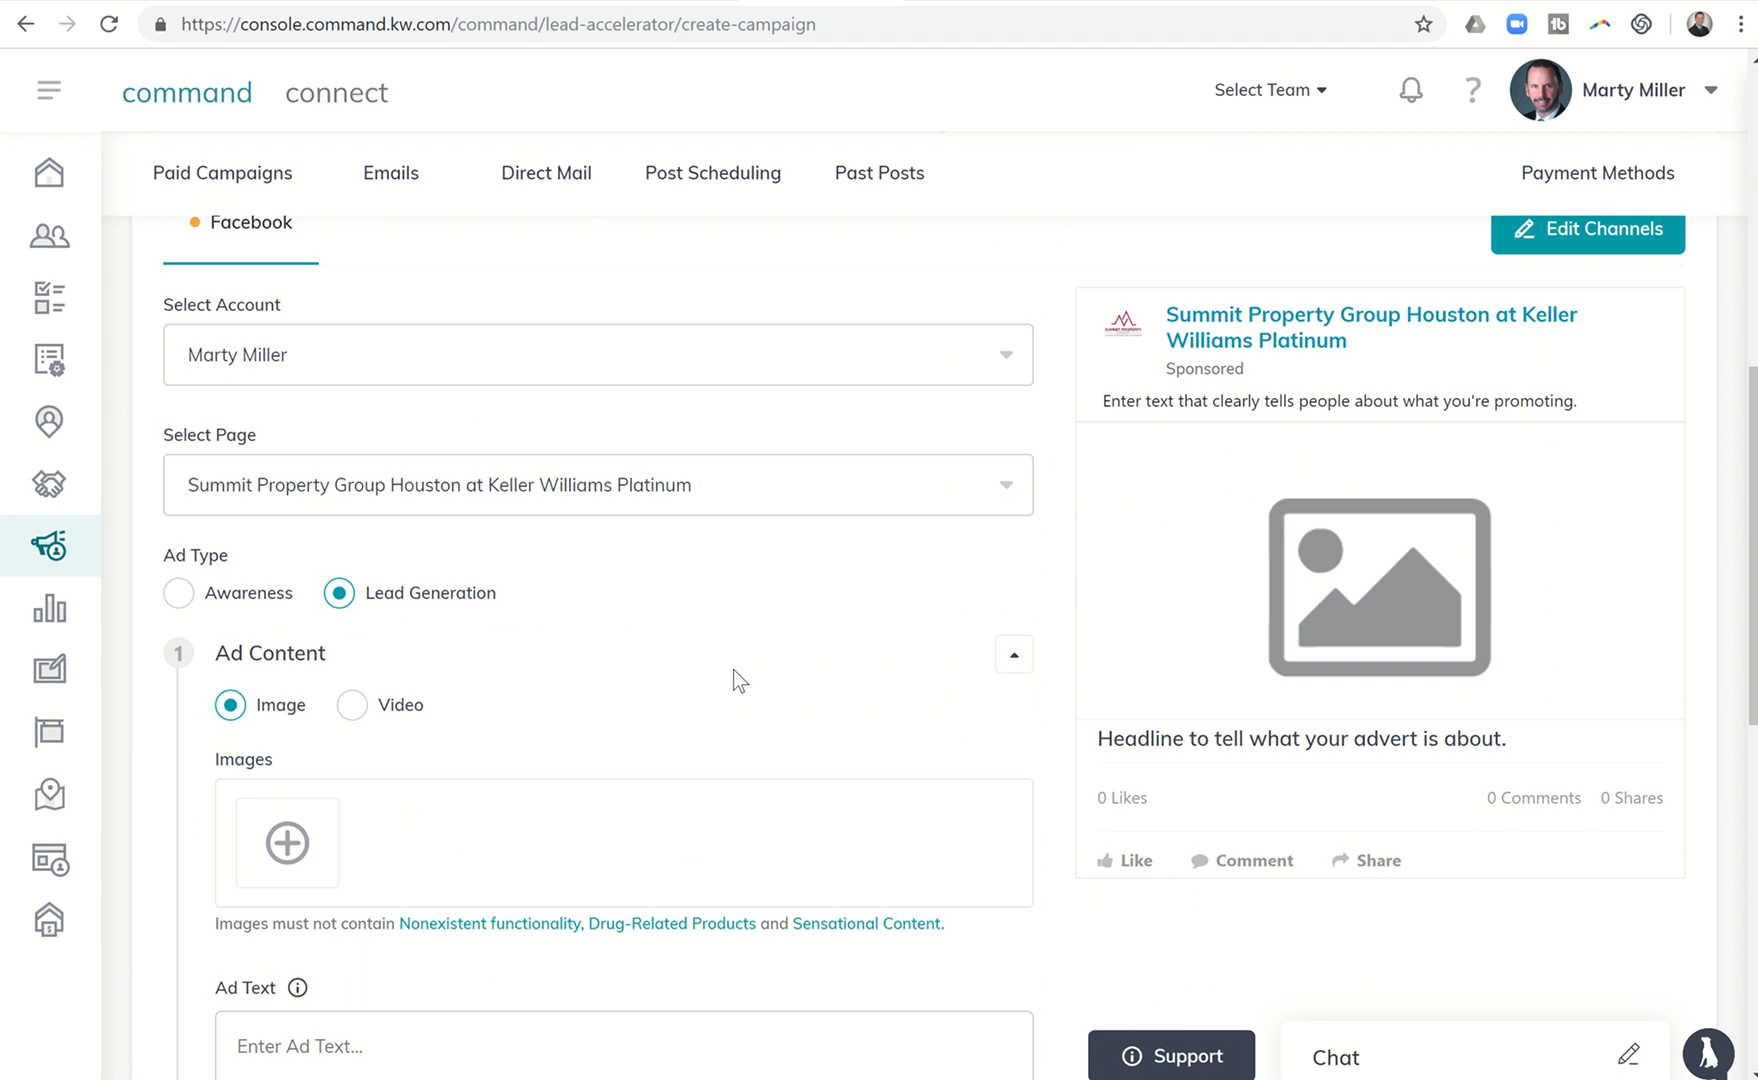 https://console.command.kw.com/command/lead-accelerator/create-campaign
command connect
Select Team
Marty Miller
Paid Campaigns Emails Direct Mail Post Scheduling Past Posts Payment Methods
Facebook
Edit Channels
Select Account
Marty Miller
Select Page
Summit Property Group Houston at Keller Williams Platinum
Ad Type
Awareness Lead Generation
1 Ad Content
Image Video
Images
Images must not contain Nonexistent functionality, Drug-Related Products and Sensational Content.
Ad Text
Enter Ad Text...
SUMMIT PROPERTY
Summit Property Group Houston at Keller
Williams Platinum
Sponsored
Enter text that clearly tells people about what you're promoting.
Headline to tell what your advert is about.
0 Likes 0 Comments 0 Shares
Like Comment Share
Support
Chat